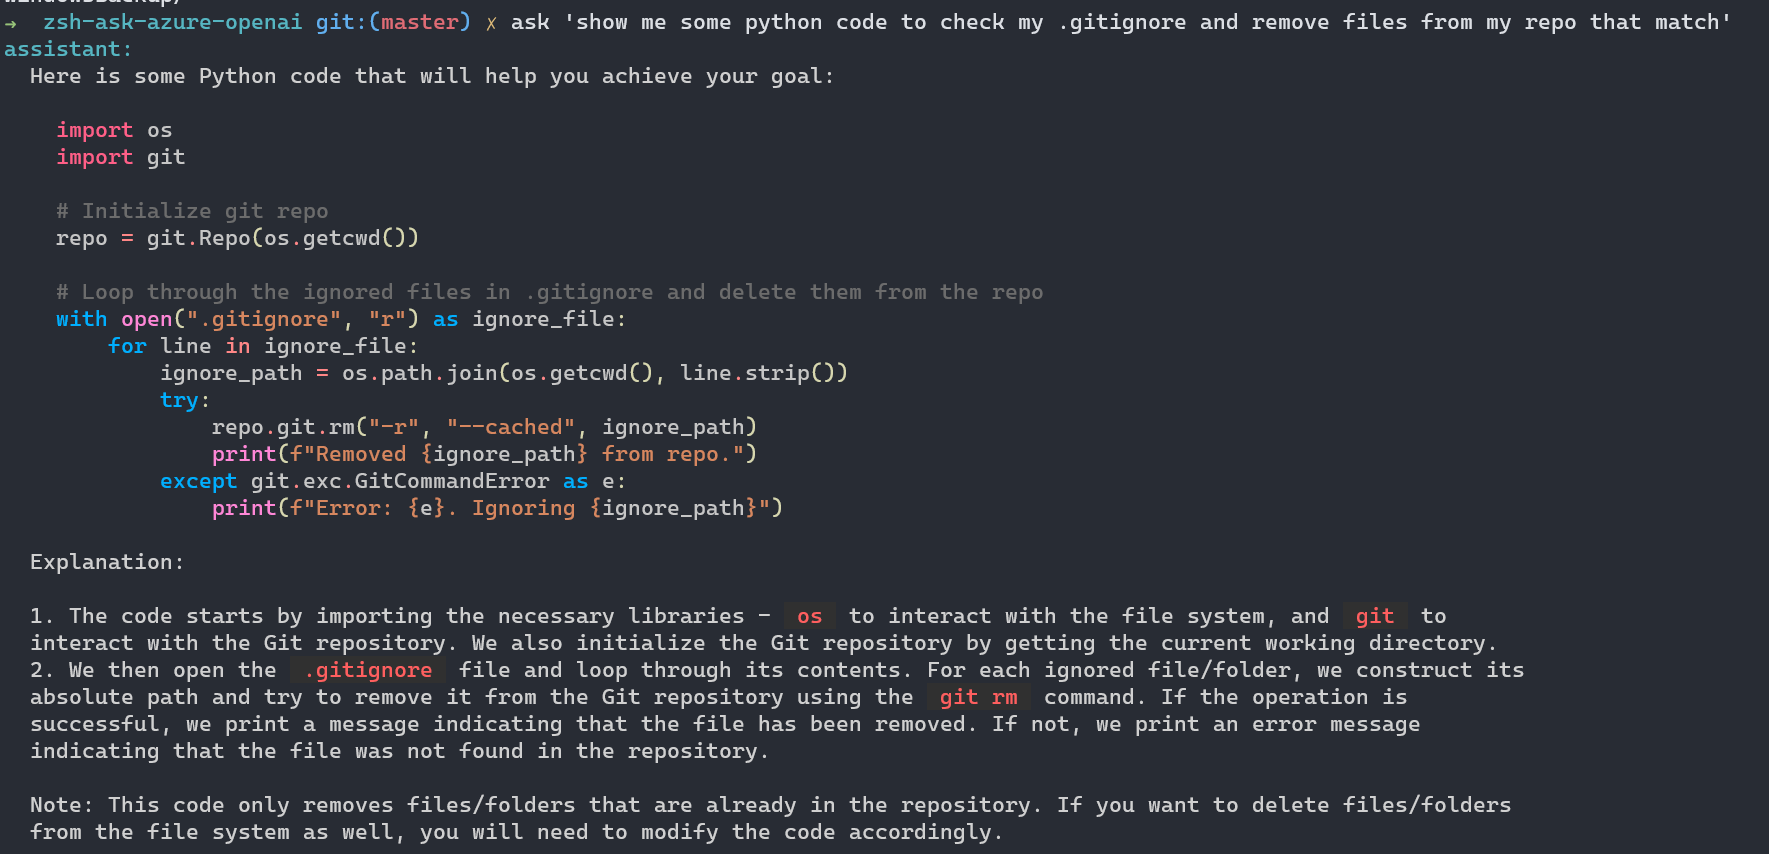 windowsBackup/
→ zsh-ask-azure-openai git:(master) ✗ ask 'show me some python code to check my .gitignore and remove files from my repo that match'
assistant:
Here is some Python code that will help you achieve your goal:
import os
import git
# Initialize git repo
repo = git.Repo(os.getcwd())
# Loop through the ignored files in .gitignore and delete them from the repo
with open(".gitignore", "r") as ignore_file:
for line in ignore_file:
ignore_path = os.path.join(os.getcwd(), line.strip())
try:
repo.git.rm("-r", "--cached", ignore_path)
print(f"Removed {ignore_path} from repo.")
except git.exc.GitCommandError as e:
print(f"Error: {e}. Ignoring {ignore_path}")
Explanation:
1. The code starts by importing the necessary libraries - os to interact with the file system, and git to
interact with the Git repository. We also initialize the Git repository by getting the current working directory.
2. We then open the .gitignore file and loop through its contents. For each ignored file/folder, we construct its
absolute path and try to remove it from the Git repository using the git rm command. If the operation is
successful, we print a message indicating that the file has been removed. If not, we print an error message
indicating that the file was not found in the repository.
Note: This code only removes files/folders that are already in the repository. If you want to delete files/folders
from the file system as well, you will need to modify the code accordingly.